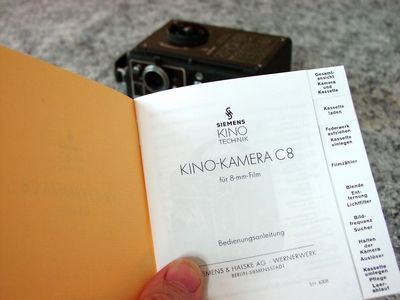 SIEMENS
KINO
TECHNIK
KINO-KAMERA C8
für 8-mm-Film
Bedienungsanleitung
SIEMENS & HALSKE AG · WERNERWERK
BERLIN-SIEMENSSTADT
Gesamt-
ansicht
Kamera
und
Kassette
Kassette
laden
Federwerk
aufziehen
Kassette
einlegen
Filmzähler
Blende
Ent-
fernung
Lichtfilter
Bild-
frequenz
Sucher
Halten
der
Kamera
Auslöser
Kassette
umlegen
Pflege
Leer-
ablauf